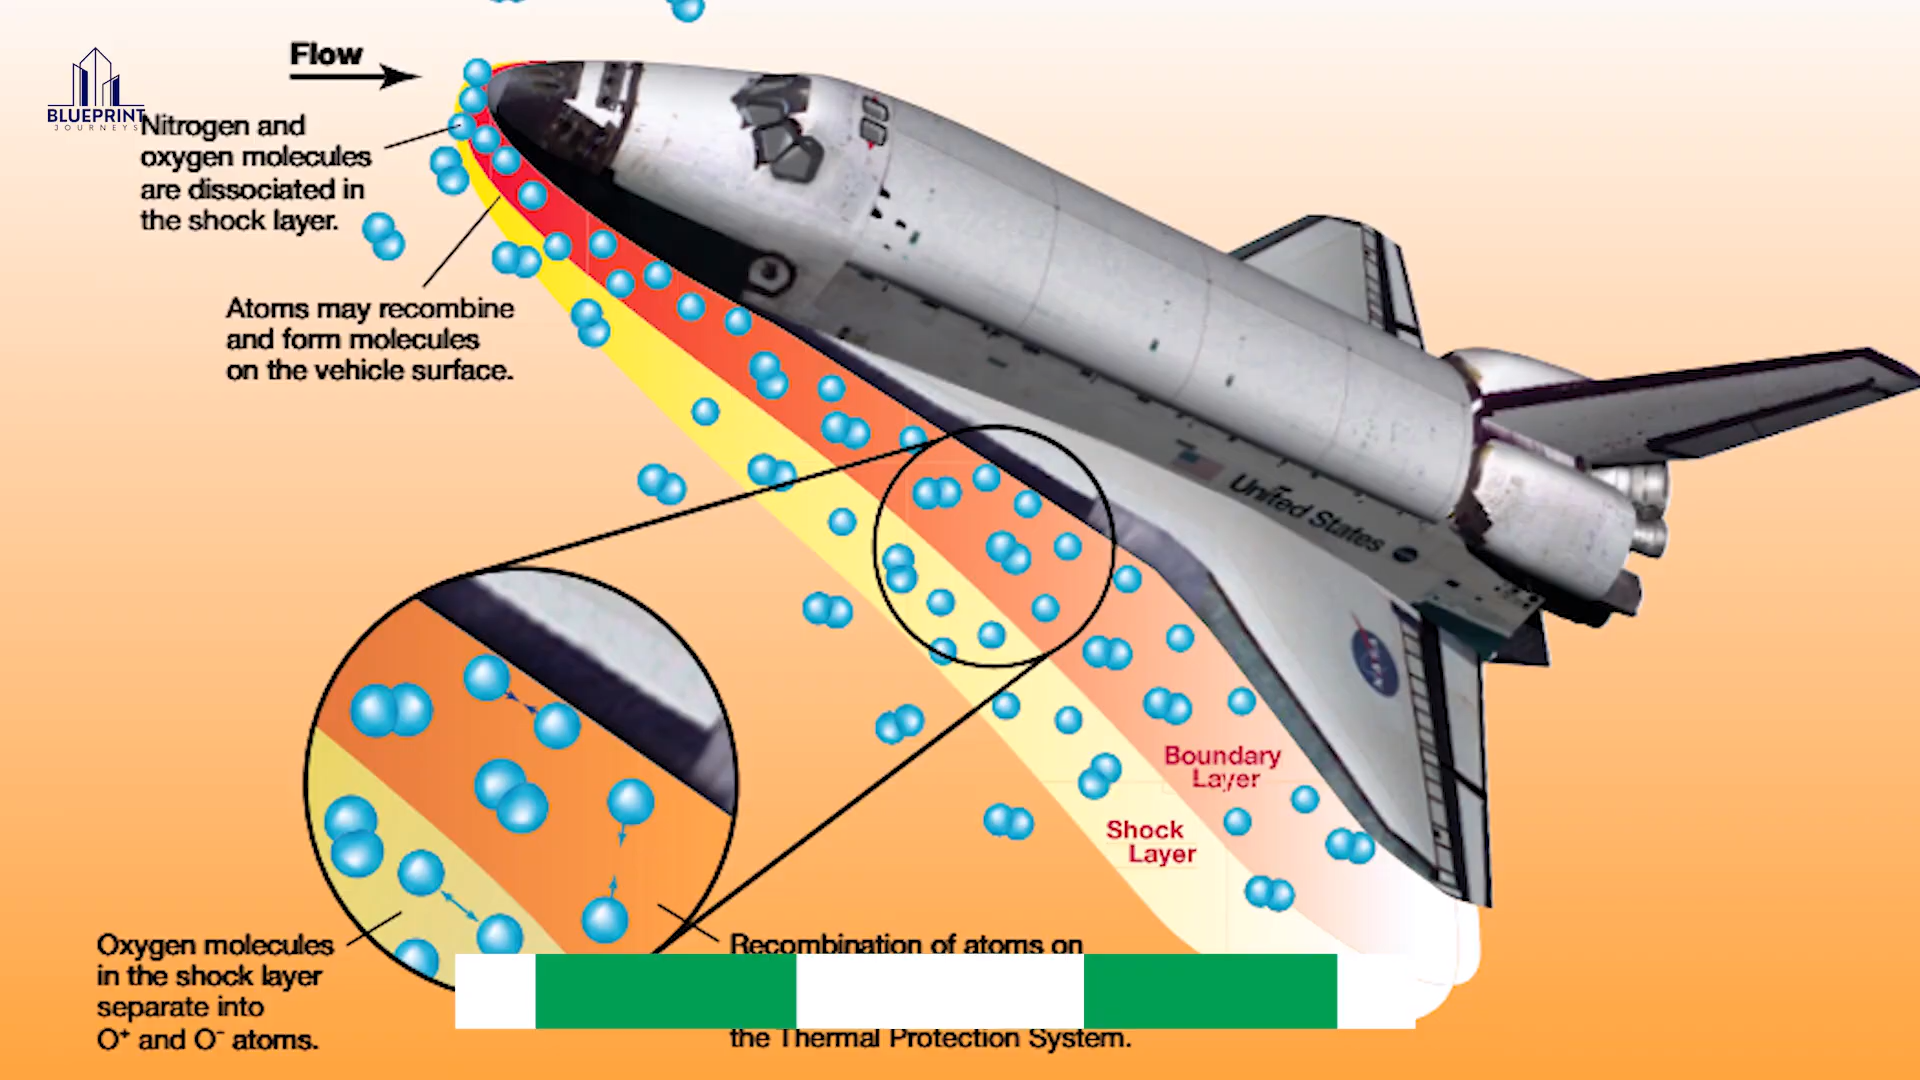 Flow
BLUEPRINT
JOURNEYS
Nitrogen and
oxygen molecules
are dissociated in
the shock layer.
Atoms may recombine
and form molecules
on the vehicle surface.
United States
NASA
Boundary
Layer
Shock
Layer
Oxygen molecules
in the shock layer
separate into
O⁺ and O⁻ atoms.
Recombination of atoms on
the Thermal Protection System.